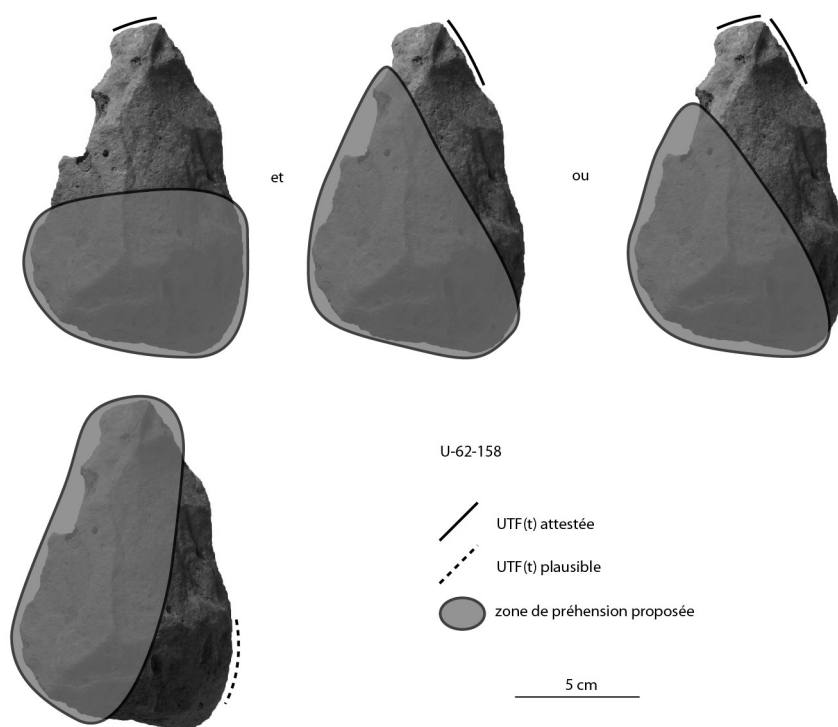 et
ou
U-62-158
UTF(t) attestée
UTF(t) plausible
zone de préhension proposée
5 cm